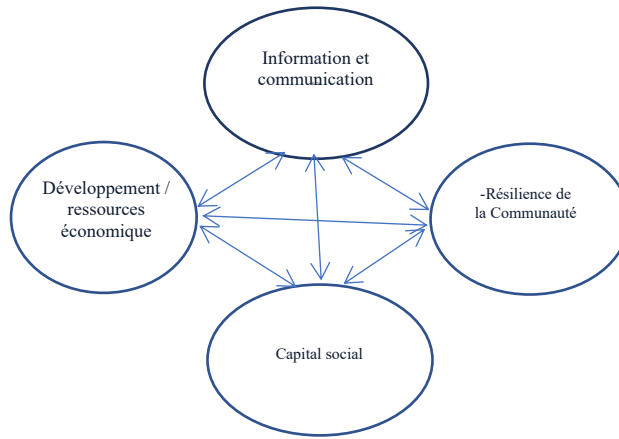 Information et
communication
Développement /
ressources
économique
-Résilience de
la Communauté
Capital social